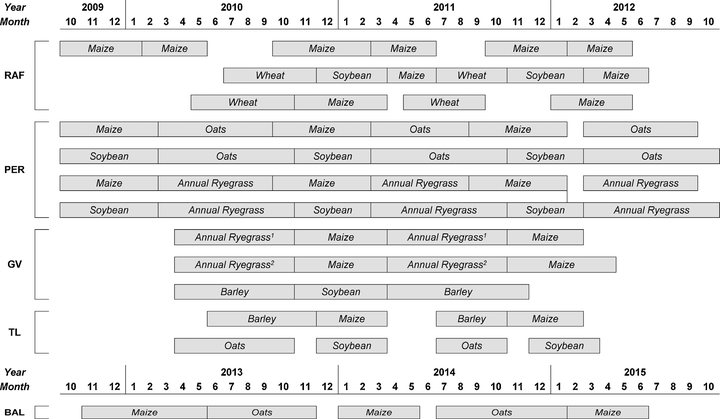 Year 2009 2010 2011 2012
Month 10 11 12 1 2 3 4 5 6 7 8 9 10 11 12 1 2 3 4 5 6 7 8 9 10 11 12 1 2 3 4 5 6 7 8 9 10
Maize Maize Maize Maize Maize Maize
RAF Wheat Soybean Maize Wheat Soybean Maize
Wheat Maize Wheat Maize
Maize Oats Maize Oats Maize Oats
Soybean Oats Soybean Oats Soybean Oats
PER
Maize Annual Ryegrass Maize Annual Ryegrass Maize Annual Ryegrass
Soybean Annual Ryegrass Soybean Annual Ryegrass Soybean Annual Ryegrass
Annual Ryegrass¹ Maize Annual Ryegrass¹ Maize
GV Annual Ryegrass² Maize Annual Ryegrass² Maize
Barley Soybean Barley
Barley Maize Barley Maize
TL
Oats Soybean Oats Soybean
Year 2013 2014 2015
Month 10 11 12 1 2 3 4 5 6 7 8 9 10 11 12 1 2 3 4 5 6 7 8 9 10 11 12 1 2 3 4 5 6 7 8 9 10
BAL Maize Oats Maize Oats Maize